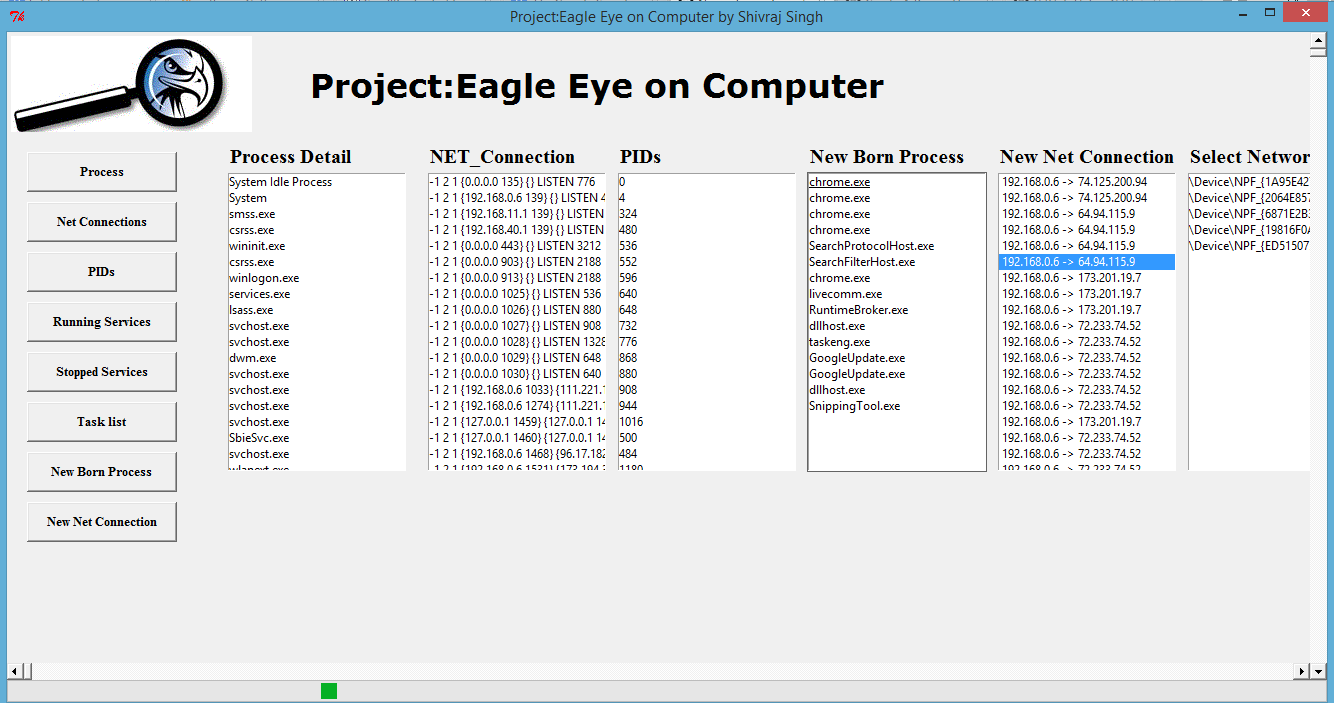 Project:Eagle Eye on Computer by Shivraj Singh
Project:Eagle Eye on Computer
Process
Net Connections
PIDs
Running Services
Stopped Services
Task list
New Born Process
New Net Connection
Process Detail
System Idle Process
System
smss.exe
csrss.exe
wininit.exe
csrss.exe
winlogon.exe
services.exe
lsass.exe
svchost.exe
svchost.exe
dwm.exe
svchost.exe
svchost.exe
svchost.exe
svchost.exe
SbieSvc.exe
svchost.exe
wlanext.exe
NET_Connection
-1 2 1 {0.0.0.0 135} {} LISTEN 776
-1 2 1 {192.168.0.6 139} {} LISTEN 4
-1 2 1 {192.168.11.1 139} {} LISTEN
-1 2 1 {192.168.40.1 139} {} LISTEN
-1 2 1 {0.0.0.0 443} {} LISTEN 3212
-1 2 1 {0.0.0.0 903} {} LISTEN 2188
-1 2 1 {0.0.0.0 913} {} LISTEN 2188
-1 2 1 {0.0.0.0 1025} {} LISTEN 536
-1 2 1 {0.0.0.0 1026} {} LISTEN 880
-1 2 1 {0.0.0.0 1027} {} LISTEN 908
-1 2 1 {0.0.0.0 1028} {} LISTEN 1328
-1 2 1 {0.0.0.0 1029} {} LISTEN 648
-1 2 1 {0.0.0.0 1030} {} LISTEN 640
-1 2 1 {192.168.0.6 1033} {111.221.
-1 2 1 {192.168.0.6 1274} {111.221.
-1 2 1 {127.0.0.1 1459} {127.0.0.1 14
-1 2 1 {127.0.0.1 1460} {127.0.0.1 14
-1 2 1 {192.168.0.6 1468} {96.17.182
-1 2 1 {192.168.0.6 1531} {173.194.
PIDs
0
4
324
480
536
552
596
640
648
732
776
868
880
908
944
1016
500
484
1180
New Born Process
chrome.exe
chrome.exe
chrome.exe
chrome.exe
SearchProtocolHost.exe
SearchFilterHost.exe
chrome.exe
livecomm.exe
RuntimeBroker.exe
dllhost.exe
taskeng.exe
GoogleUpdate.exe
GoogleUpdate.exe
dllhost.exe
SnippingTool.exe
New Net Connection
192.168.0.6 -> 74.125.200.94
192.168.0.6 -> 74.125.200.94
192.168.0.6 -> 64.94.115.9
192.168.0.6 -> 64.94.115.9
192.168.0.6 -> 64.94.115.9
192.168.0.6 -> 64.94.115.9
192.168.0.6 -> 173.201.19.7
192.168.0.6 -> 173.201.19.7
192.168.0.6 -> 173.201.19.7
192.168.0.6 -> 72.233.74.52
192.168.0.6 -> 72.233.74.52
192.168.0.6 -> 72.233.74.52
192.168.0.6 -> 72.233.74.52
192.168.0.6 -> 72.233.74.52
192.168.0.6 -> 72.233.74.52
192.168.0.6 -> 173.201.19.7
192.168.0.6 -> 72.233.74.52
192.168.0.6 -> 72.233.74.52
192.168.0.6 -> 72.233.74.52
Select Networ
\Device\NPF_{1A95E42
\Device\NPF_{2064E857
\Device\NPF_{6871E2B
\Device\NPF_{19816F0A
\Device\NPF_{ED51507